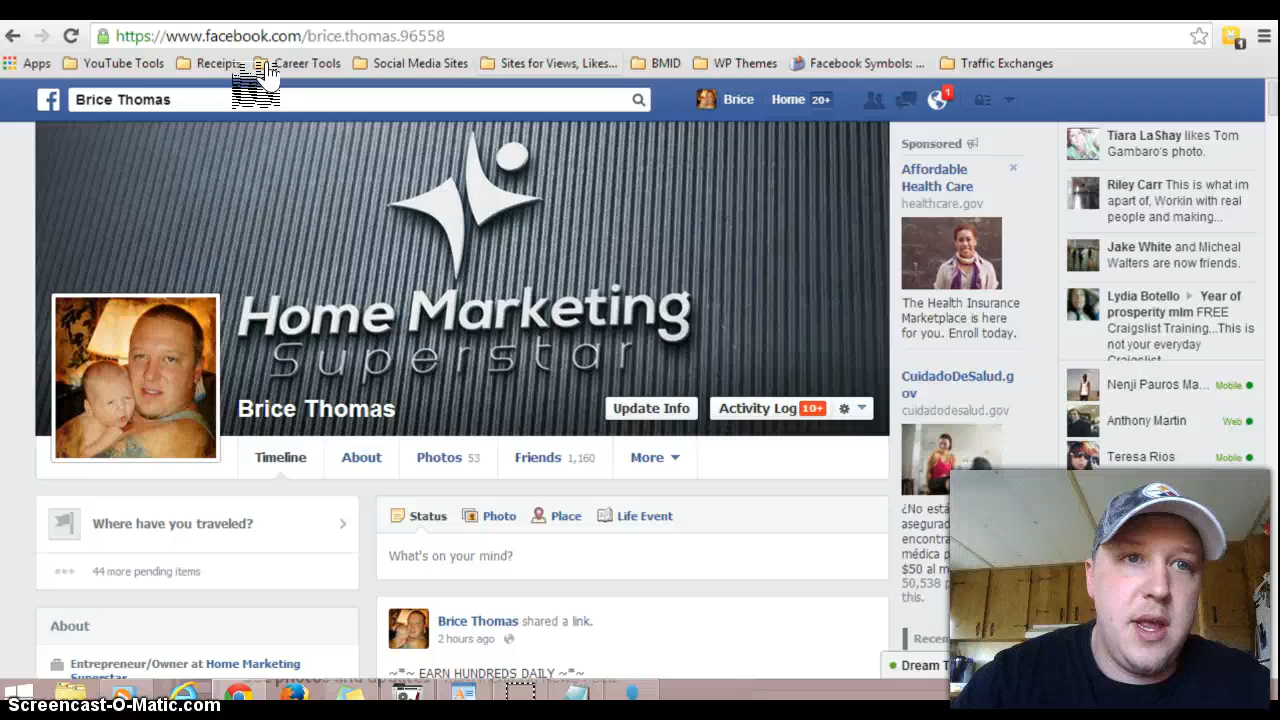 https://www.facebook.com/brice.thomas.96558
Apps YouTube Tools Receipts Career Tools Social Media Sites Sites for Views, Likes... BMID WP Themes Facebook Symbols: ... Traffic Exchanges
Brice Thomas
Brice Home 20+ 1
Home Marketing
Superstar
Brice Thomas
Update Info
Activity Log 10+
Timeline About Photos 53 Friends 1,160 More
Where have you traveled?
44 more pending items
About
Entrepreneur/Owner at Home Marketing
Superstar
Status Photo Place Life Event
What's on your mind?
Brice Thomas shared a link.
2 hours ago
~*~ EARN HUNDREDS DAILY ~*~
Sponsored
Affordable
Health Care
healthcare.gov
The Health Insurance
Marketplace is here
for you. Enroll today.
CuidadoDeSalud.g
ov
cuidadodesalud.gov
¿No está
asegurad
encontra
médica p
$50 al m
50,538 p
this.
Recen
Dream T
Tiara LaShay likes Tom
Gambaro's photo.
Riley Carr This is what im
apart of, Workin with real
people and making...
Jake White and Micheal
Walters are now friends.
Lydia Botello ▶ Year of
prosperity mlm FREE
Craigslist Training...This is
not your everyday
Craigslist
Nenji Pauros Ma... Mobile
Anthony Martin Web
Teresa Rios Mobile
Screencast-O-Matic.com